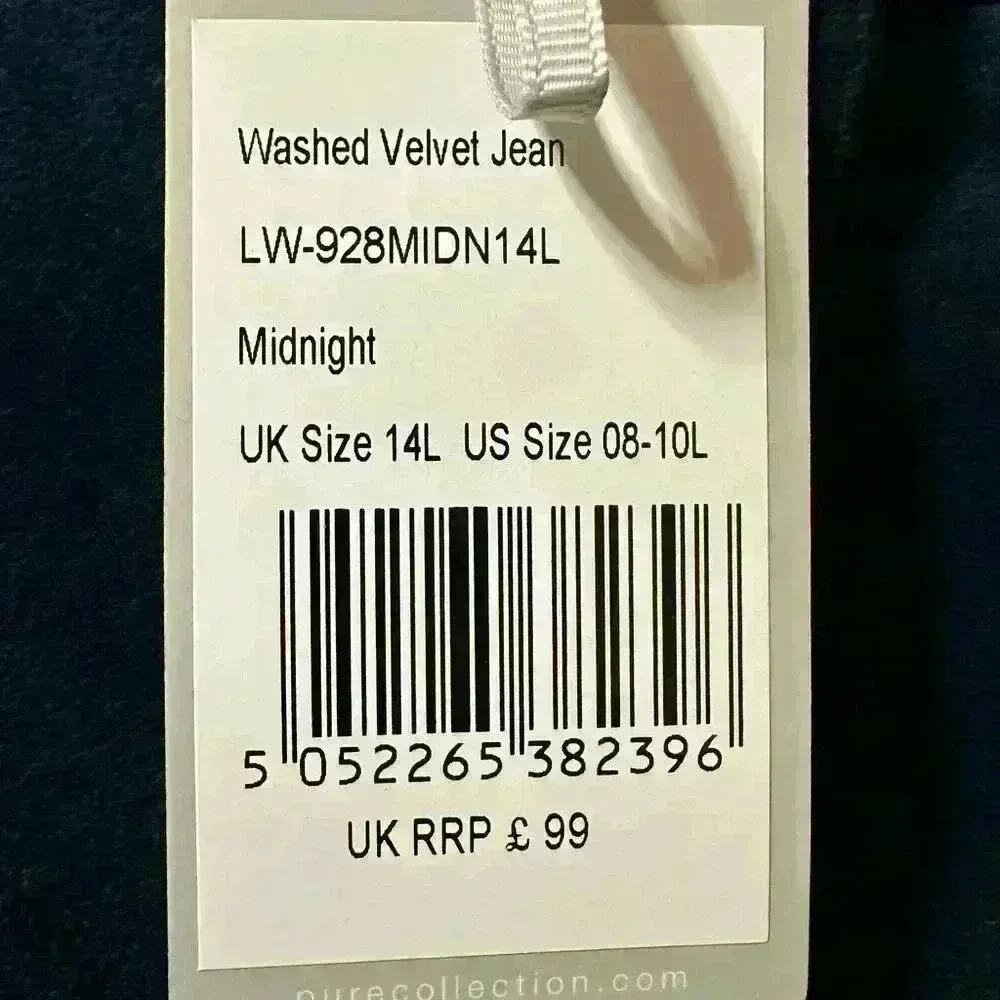 Washed Velvet Jean
LW-928MIDN14L
Midnight
UK Size 14L US Size 08-10L
5 052265 382396
UK RRP £ 99
purecollection.com